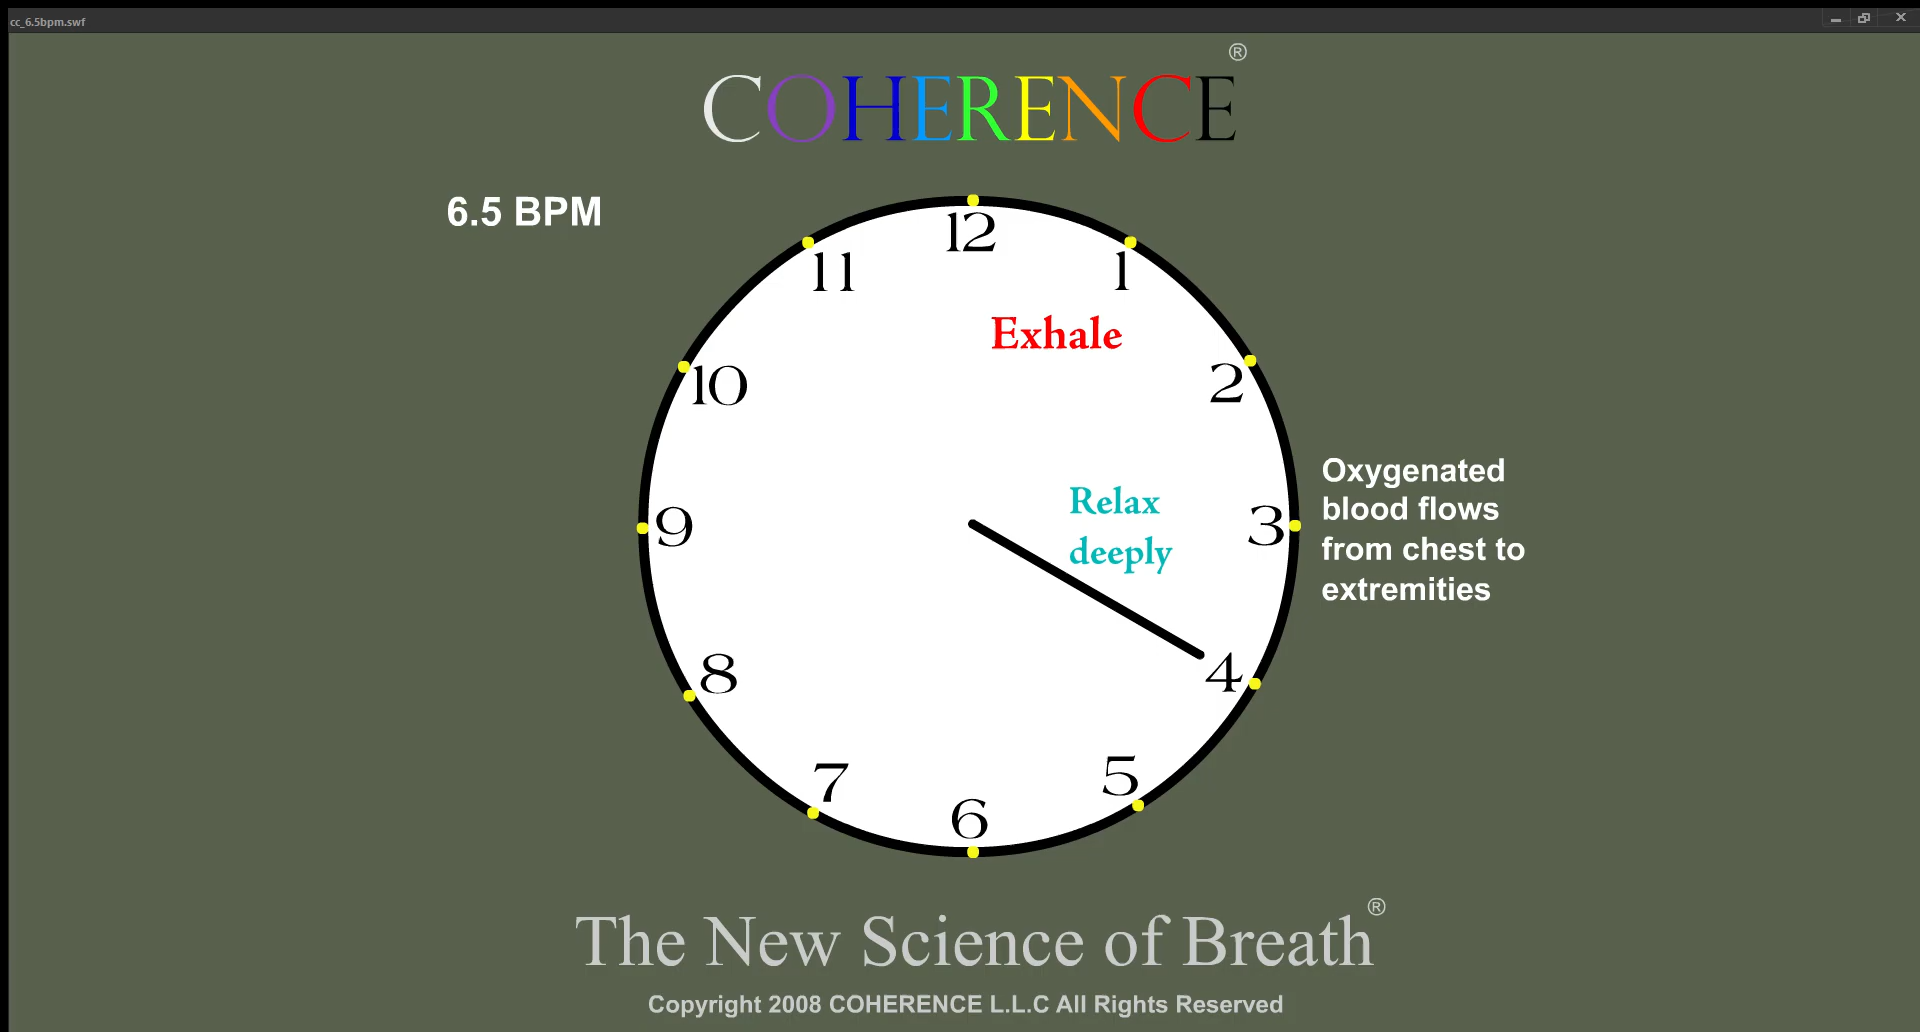 cc_6.5bpm.swf
COHERENCE®
6.5 BPM
12
11
1
Exhale
10
2
Relax
deeply
9
3
Oxygenated
blood flows
from chest to
extremities
8
4
7
5
6
The New Science of Breath®
Copyright 2008 COHERENCE L.L.C All Rights Reserved